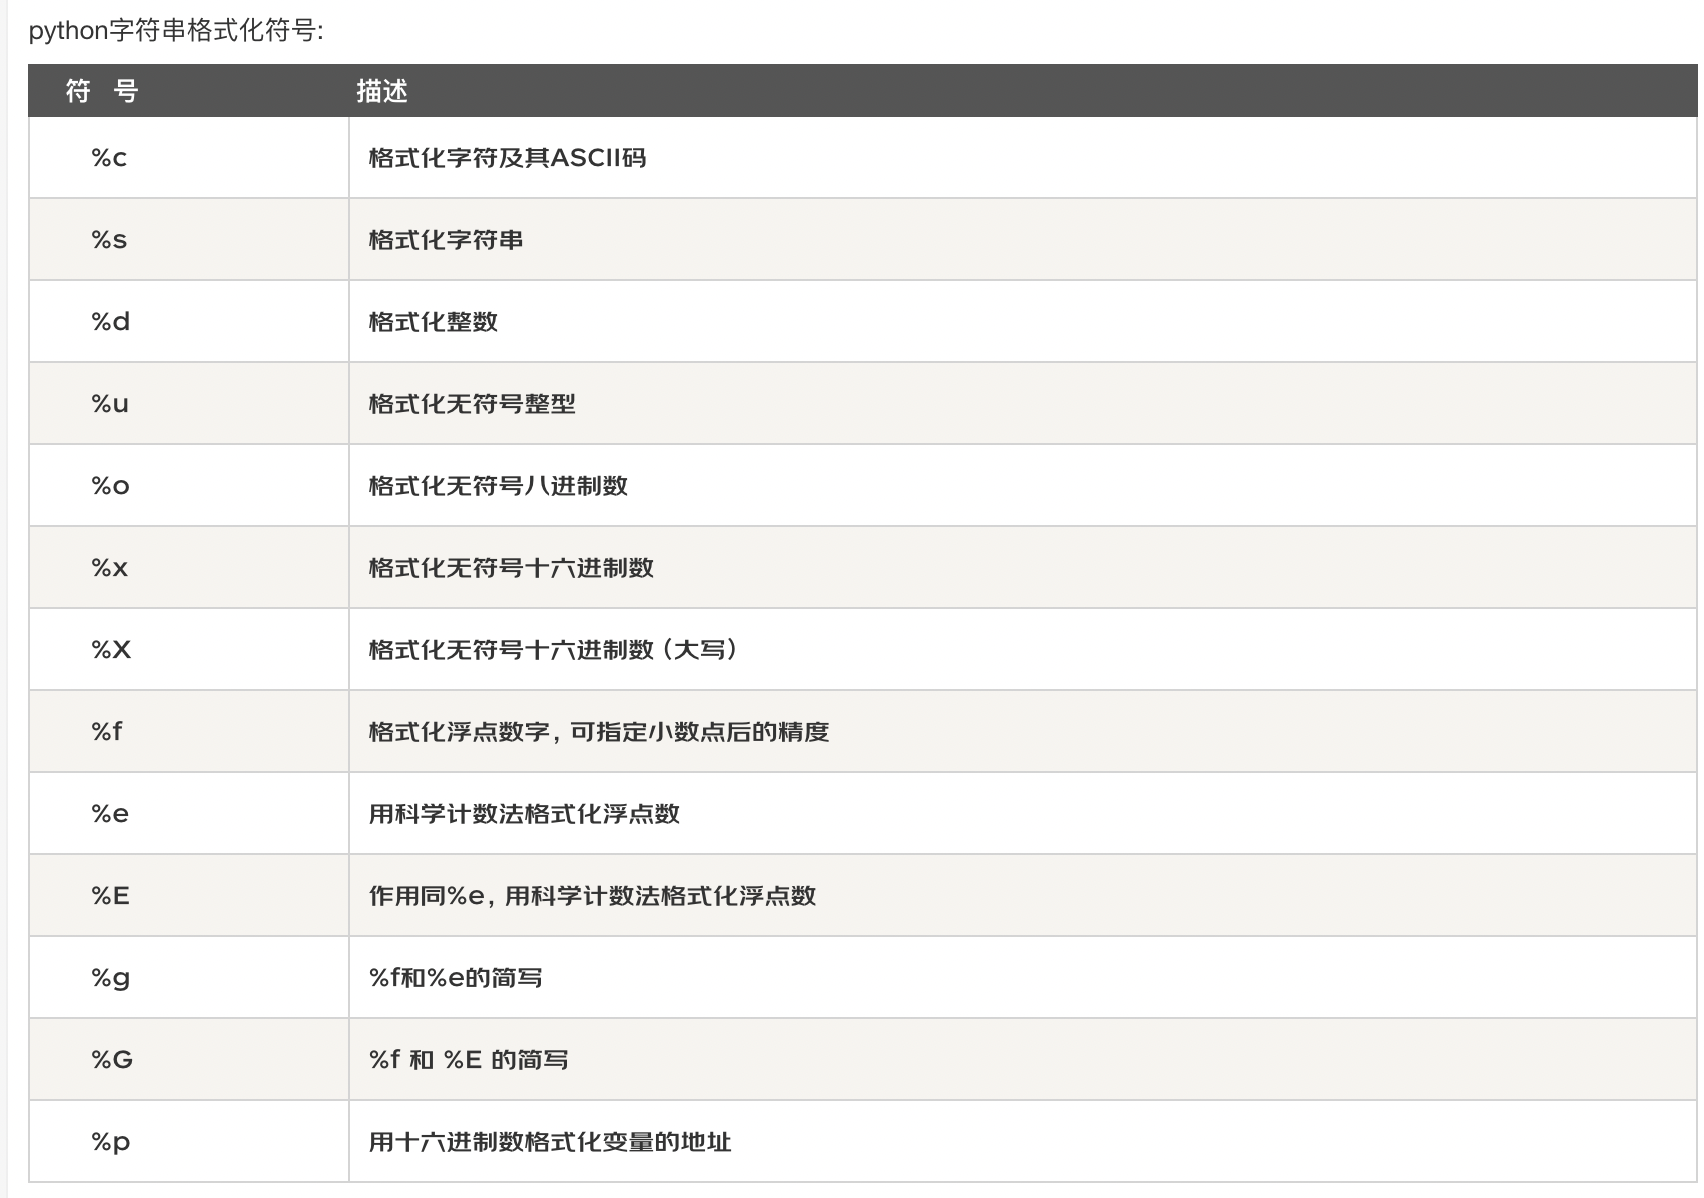 python字符串格式化符号:
符 号 描述
%c 格式化字符及其ASCII码
%s 格式化字符串
%d 格式化整数
%u 格式化无符号整型
%o 格式化无符号八进制数
%x 格式化无符号十六进制数
%X 格式化无符号十六进制数（大写）
%f 格式化浮点数字，可指定小数点后的精度
%e 用科学计数法格式化浮点数
%E 作用同%e，用科学计数法格式化浮点数
%g %f和%e的简写
%G %f 和 %E 的简写
%p 用十六进制数格式化变量的地址